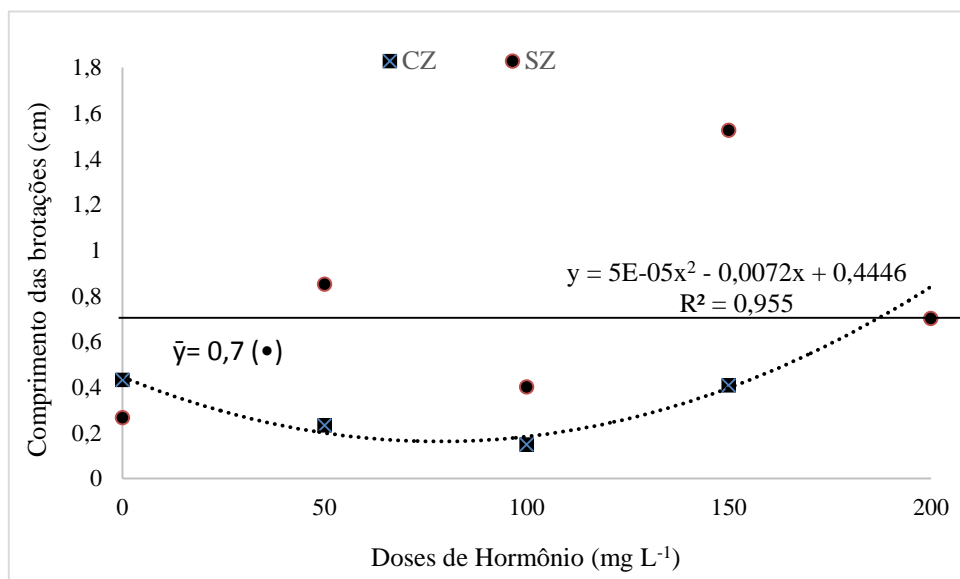 CZ SZ
Comprimento das brotações (cm)
1,8
1,6
1,4
1,2
1
0,8
0,6
0,4
0,2
0
y = 5E-05x² - 0,0072x + 0,4446
R² = 0,955
ȳ= 0,7 (•)
0 50 100 150 200
Doses de Hormônio (mg L⁻¹)